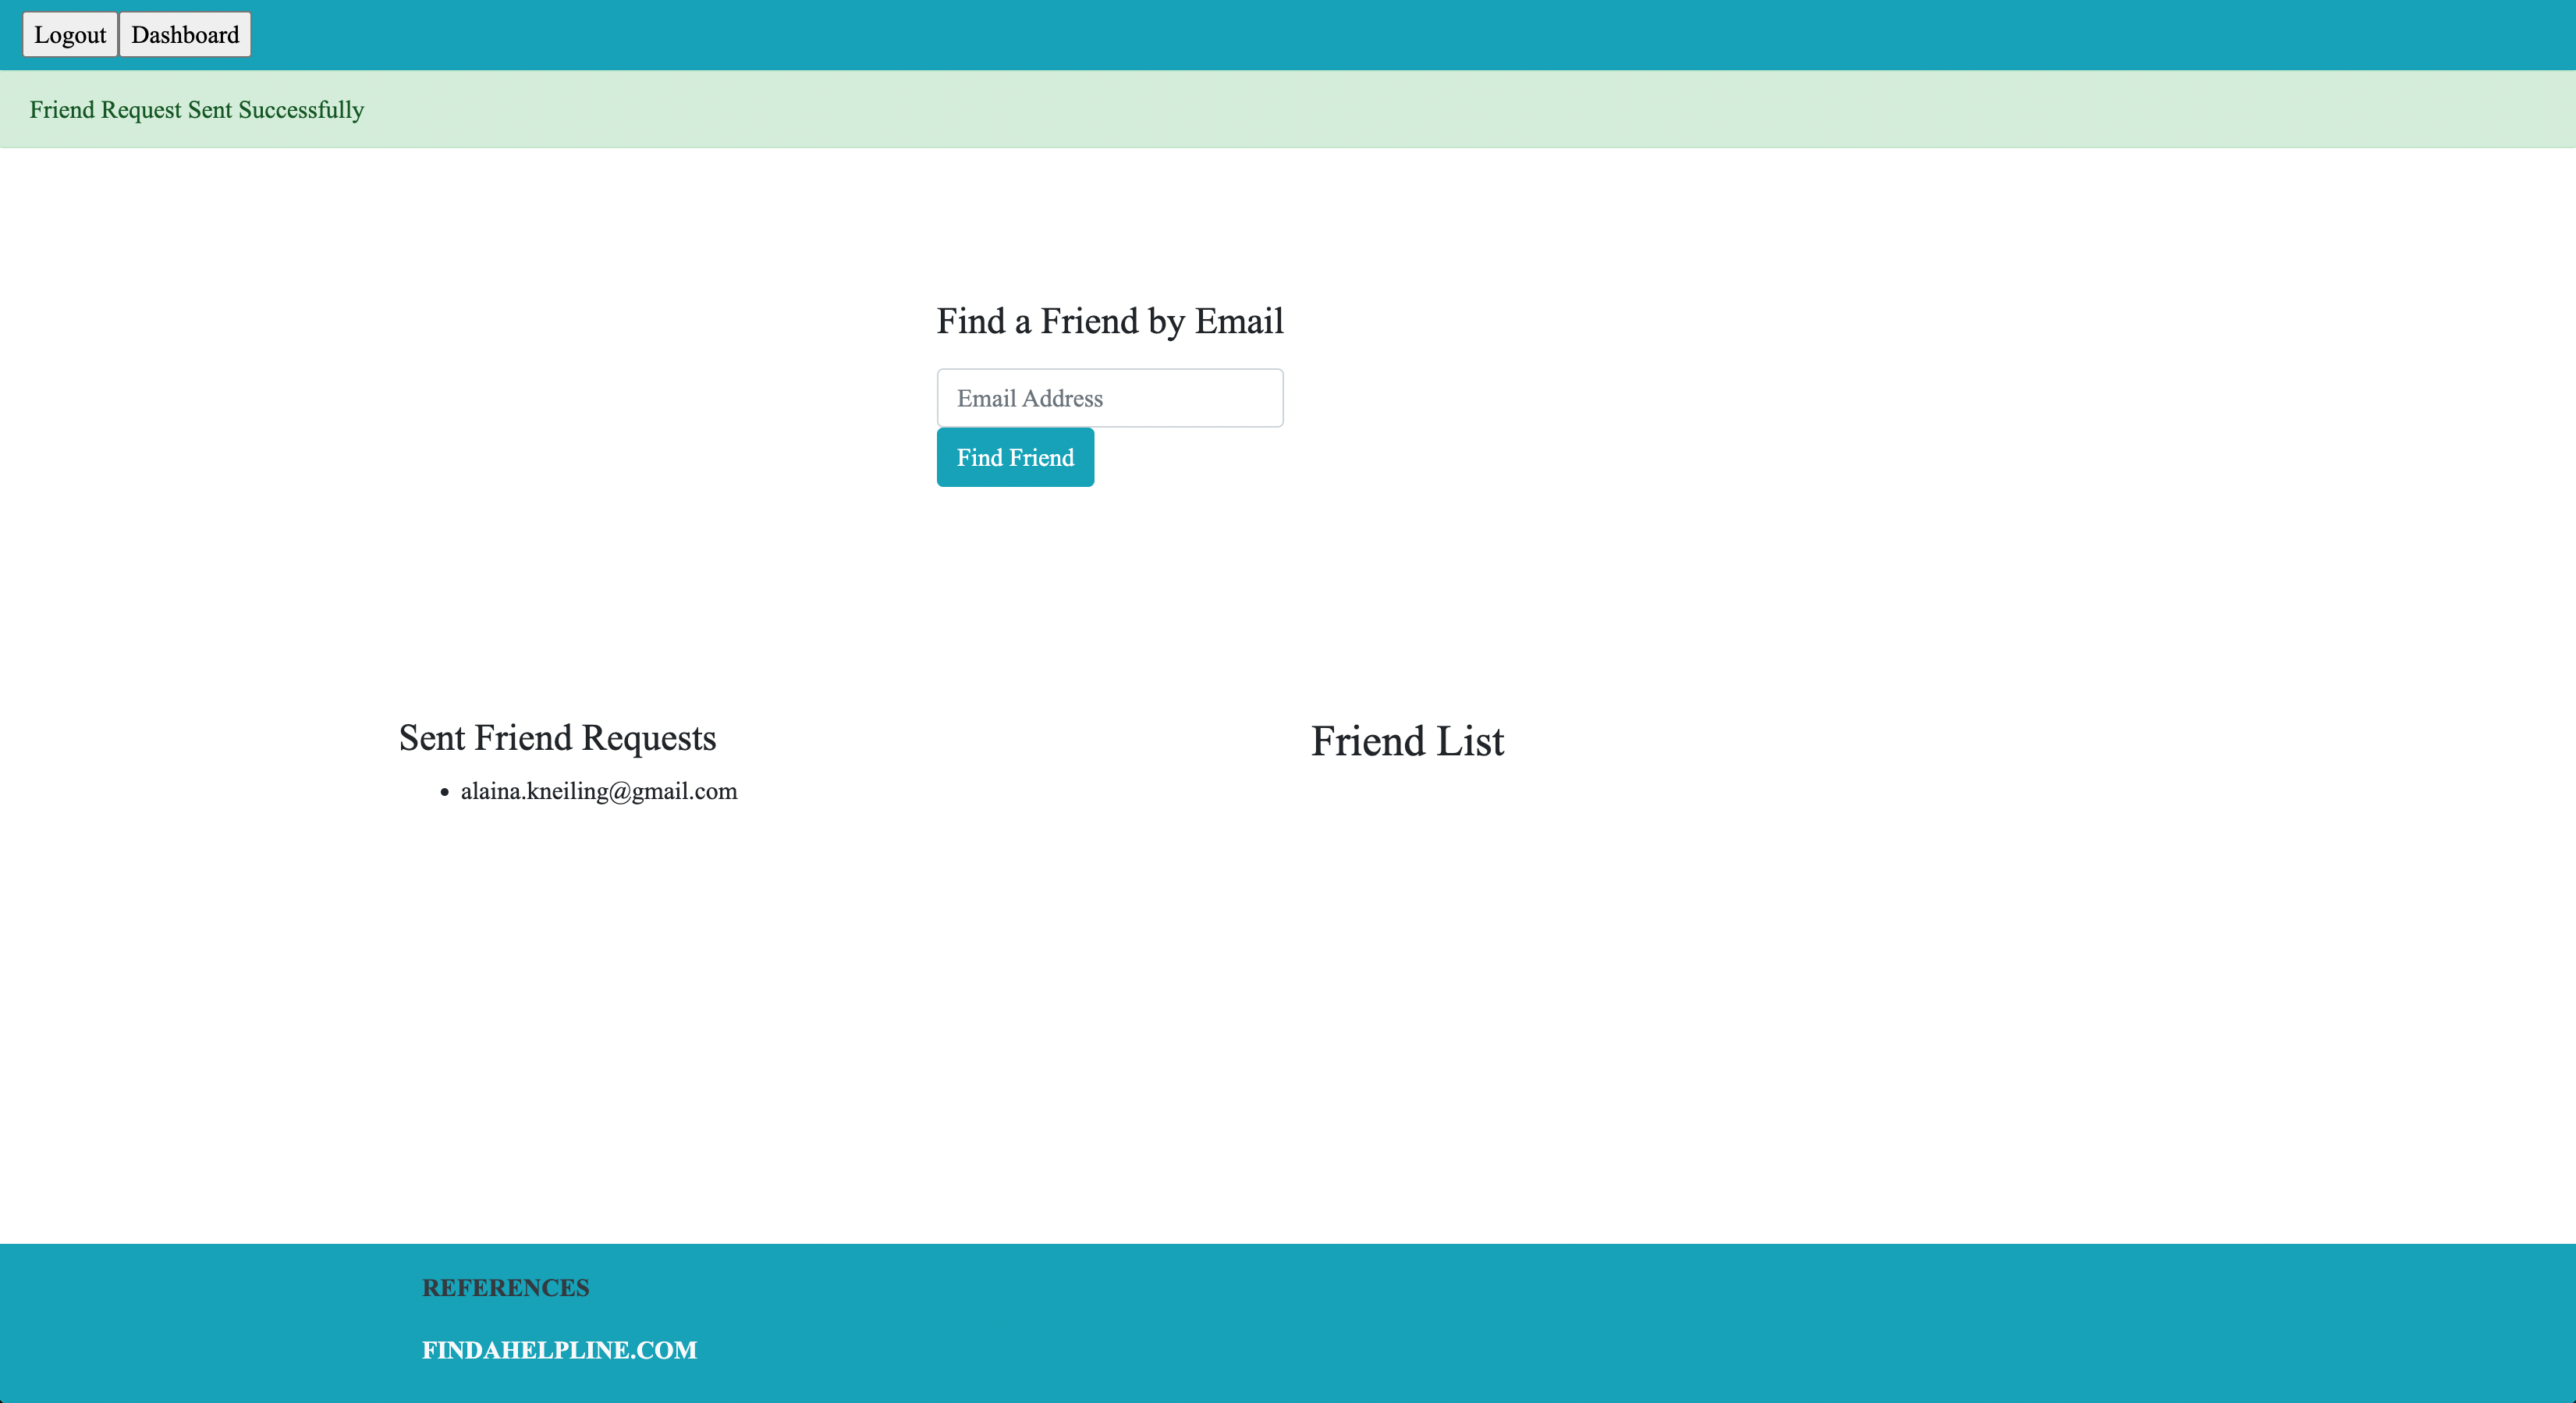 Logout Dashboard
Friend Request Sent Successfully
Find a Friend by Email
Email Address
Find Friend
Sent Friend Requests
• alaina.kneiling@gmail.com
Friend List
REFERENCES
FINDAHELPLINE.COM